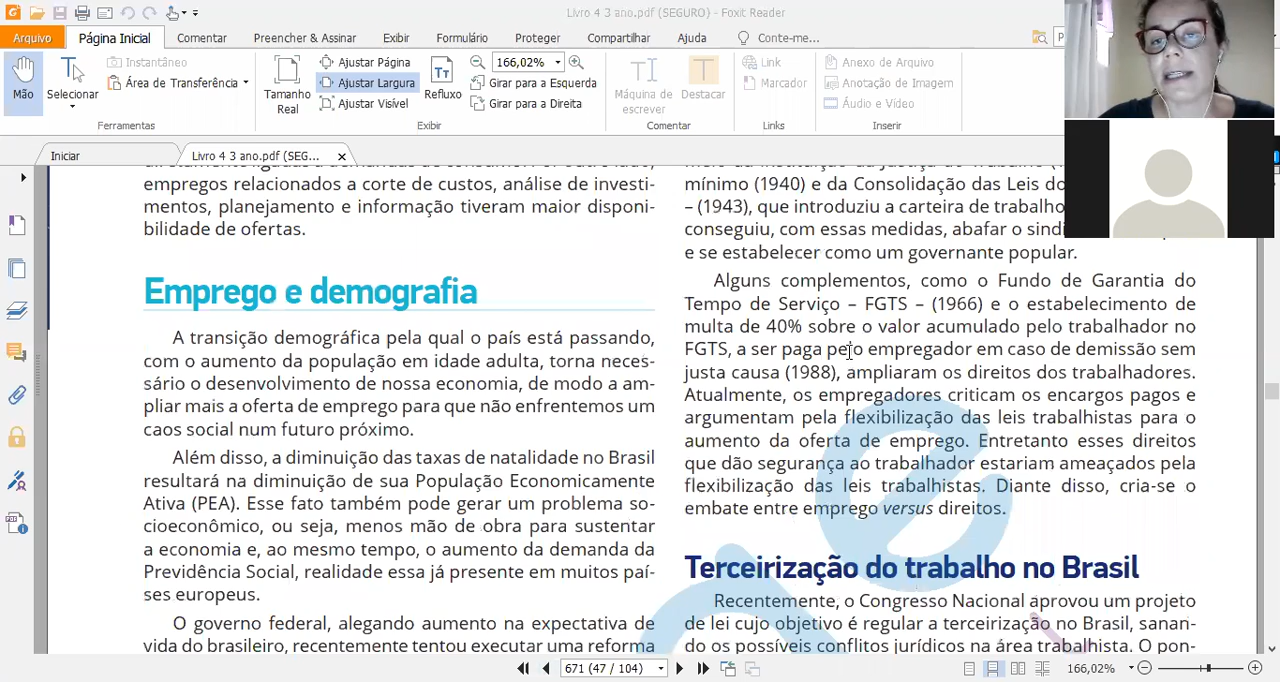 Livro 4 3 ano.pdf (SEGURO) - Foxit Reader
Arquivo
Página Inicial
Comentar
Preencher & Assinar
Exibir
Formulário
Proteger
Compartilhar
Ajuda
Conte-me...
Mão
Selecionar
Instantâneo
Área de Transferência
Ferramentas
Tamanho
Real
Ajustar Página
Ajustar Largura
Ajustar Visível
Refluxo
166,02%
Girar para a Esquerda
Girar para a Direita
Exibir
Máquina de
escrever
Destacar
Comentar
Link
Marcador
Links
Anexo de Arquivo
Anotação de Imagem
Áudio e Vídeo
Inserir
Iniciar
Livro 4 3 ano.pdf (SEG...
empregos relacionados a corte de custos, análise de investi-
mentos, planejamento e informação tiveram maior disponi-
bilidade de ofertas.
Emprego e demografia
A transição demográfica pela qual o país está passando,
com o aumento da população em idade adulta, torna neces-
sário o desenvolvimento de nossa economia, de modo a am-
pliar mais a oferta de emprego para que não enfrentemos um
caos social num futuro próximo.
Além disso, a diminuição das taxas de natalidade no Brasil
resultará na diminuição de sua População Economicamente
Ativa (PEA). Esse fato também pode gerar um problema so-
cioeconômico, ou seja, menos mão de obra para sustentar
a economia e, ao mesmo tempo, o aumento da demanda da
Previdência Social, realidade essa já presente em muitos paí-
ses europeus.
O governo federal, alegando aumento na expectativa de
vida do brasileiro, recentemente tentou executar uma reforma
mínimo (1940) e da Consolidação das Leis do
– (1943), que introduziu a carteira de trabalho
conseguiu, com essas medidas, abafar o
e se estabelecer como um governante popular.
Alguns complementos, como o Fundo de Garantia do
Tempo de Serviço – FGTS – (1966) e o estabelecimento de
multa de 40% sobre o valor acumulado pelo trabalhador no
FGTS, a ser paga pelo empregador em caso de demissão sem
justa causa (1988), ampliaram os direitos dos trabalhadores.
Atualmente, os empregadores criticam os encargos pagos e
argumentam pela flexibilização das leis trabalhistas para o
aumento da oferta de emprego. Entretanto esses direitos
que dão segurança ao trabalhador estariam ameaçados pela
flexibilização das leis trabalhistas. Diante disso, cria-se o
embate entre emprego versus direitos.
Terceirização do trabalho no Brasil
Recentemente, o Congresso Nacional aprovou um projeto
de lei cujo objetivo é regular a terceirização no Brasil, sanan-
do os possíveis conflitos jurídicos na área trabalhista. O pon-
671 (47 / 104)
166,02%